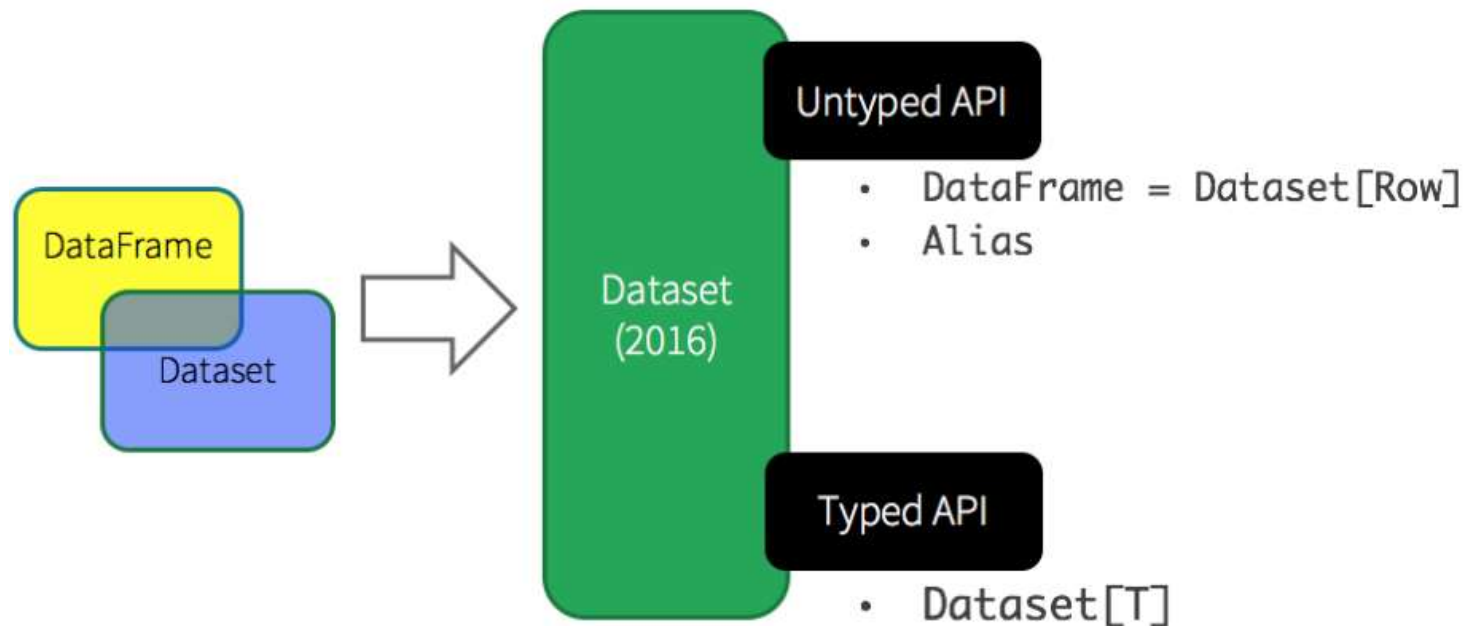 DataFrame
Dataset
Dataset
(2016)
Untyped API
• DataFrame = Dataset[Row]
• Alias
Typed API
• Dataset[T]